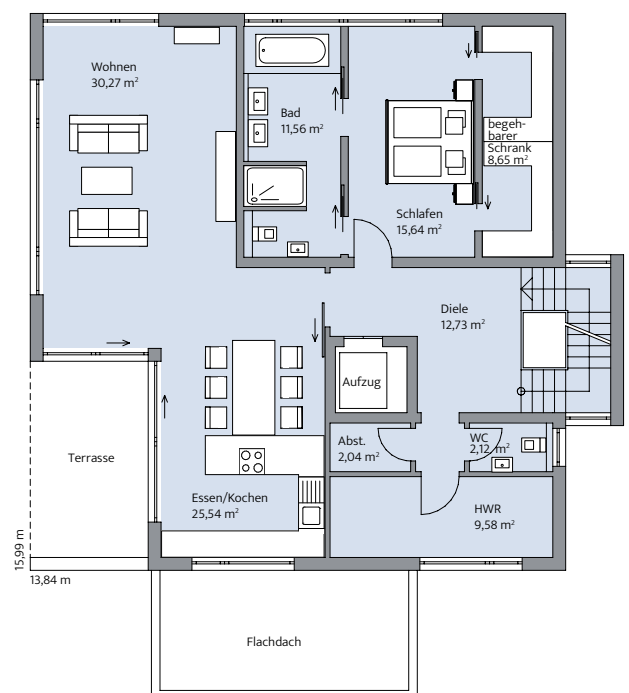 Wohnen
30,27 m²
Bad
11,56 m²
begeh-
barer
Schrank
8,65 m²
Schlafen
15,64 m²
Diele
12,73 m²
Aufzug
Terrasse
Abst.
2,04 m²
WC
2,12 m²
Essen/Kochen
25,54 m²
HWR
9,58 m²
15,99 m
13,84 m
Flachdach